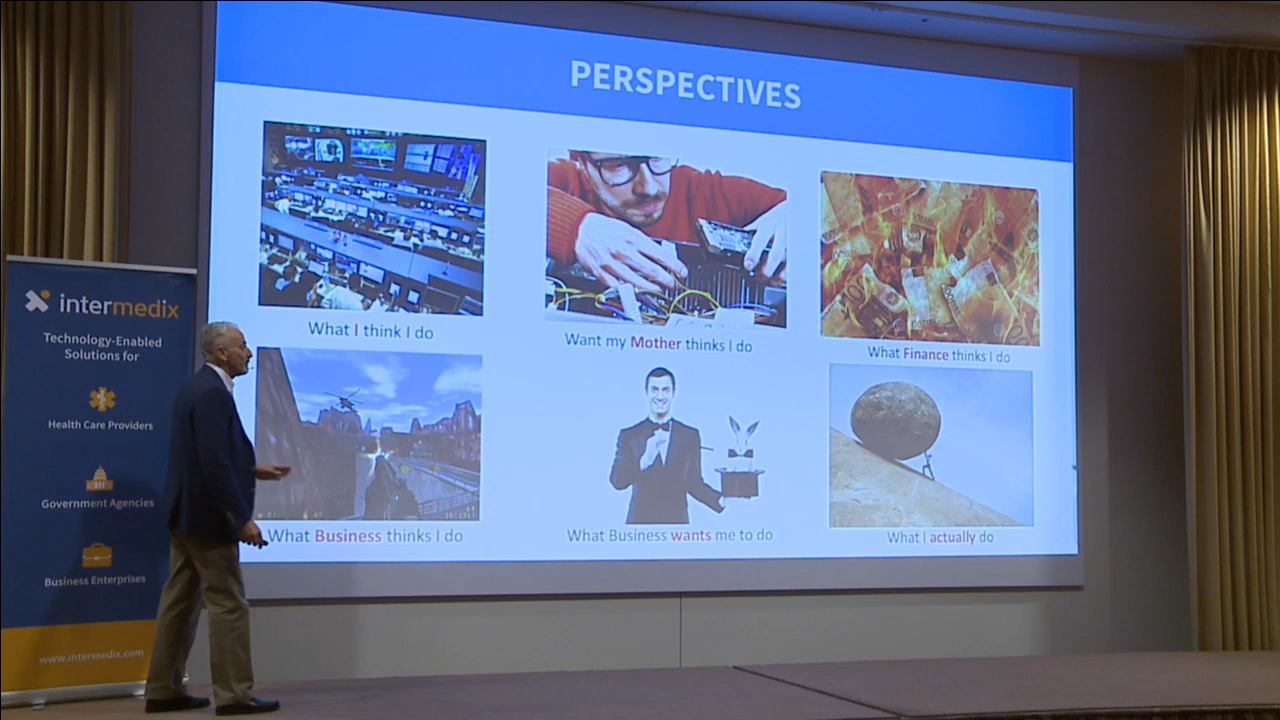 PERSPECTIVES
What I think I do
Want my Mother thinks I do
What Finance thinks I do
What Business thinks I do
What Business wants me to do
What I actually do
intermedix
Technology-Enabled
Solutions for
Health Care Providers
Government Agencies
Business Enterprises
www.intermedix.com